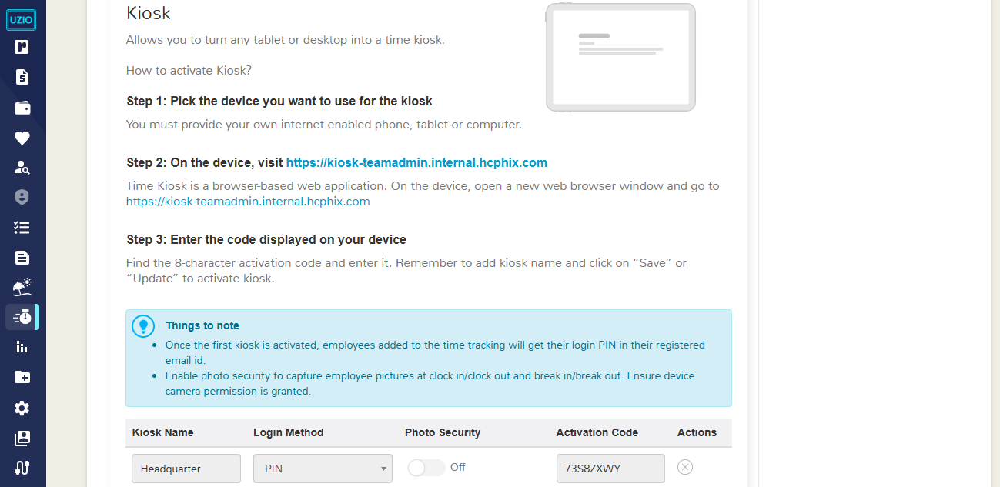 UZIO
Kiosk
Allows you to turn any tablet or desktop into a time kiosk.
How to activate Kiosk?
Step 1: Pick the device you want to use for the kiosk
You must provide your own internet-enabled phone, tablet or computer.
Step 2: On the device, visit https://kiosk-teamadmin.internal.hcphix.com
Time Kiosk is a browser-based web application. On the device, open a new web browser window and go to
https://kiosk-teamadmin.internal.hcphix.com
Step 3: Enter the code displayed on your device
Find the 8-character activation code and enter it. Remember to add kiosk name and click on “Save” or
“Update” to activate kiosk.
Things to note
• Once the first kiosk is activated, employees added to the time tracking will get their login PIN in their registered
email id.
• Enable photo security to capture employee pictures at clock in/clock out and break in/break out. Ensure device
camera permission is granted.
Kiosk Name Login Method Photo Security Activation Code Actions
Headquarter PIN Off 73S8ZXWY